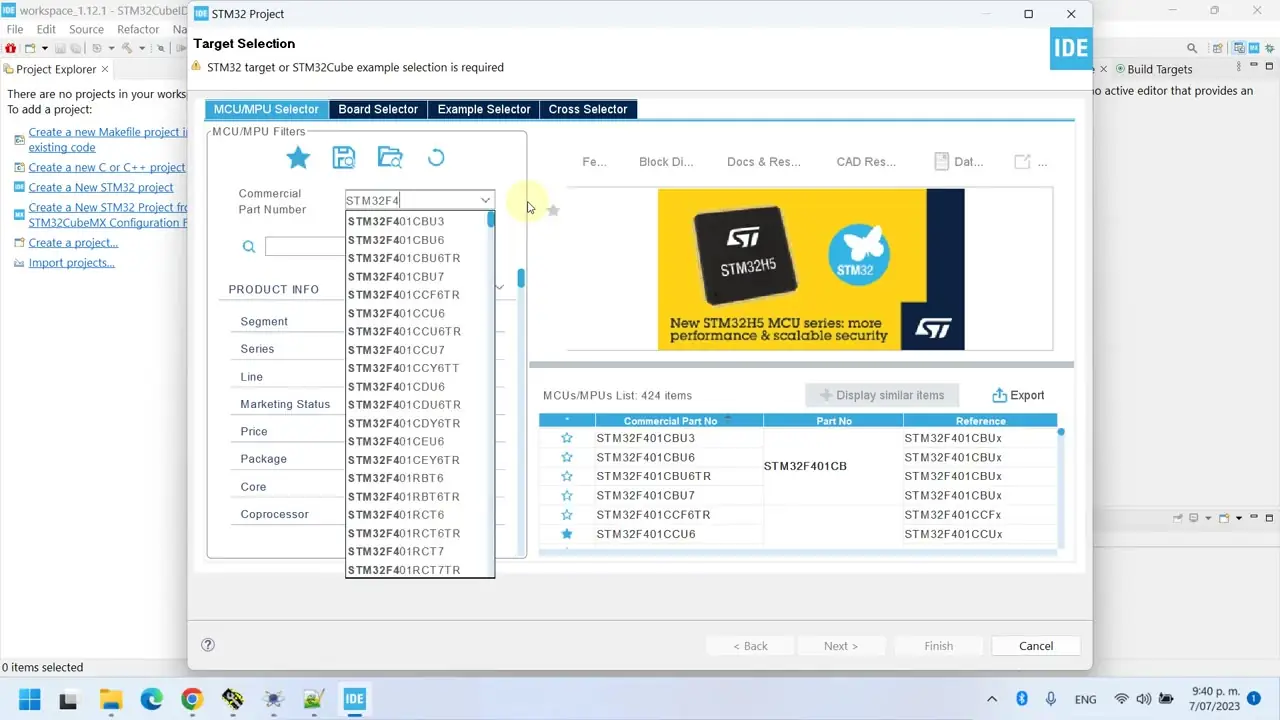 IDE workspace_1.12.1 - STM32CubeID
File Edit Source Refactor Na
Project Explorer
There are no projects in your works
To add a project:
Create a new Makefile project in
existing code
Create a new C or C++ project
Create a New STM32 project
Create a New STM32 Project fro
STM32CubeMX Configuration F
Create a project...
Import projects...
0 items selected
IDE STM32 Project
Target Selection
STM32 target or STM32Cube example selection is required
IDE
MCU/MPU Selector Board Selector Example Selector Cross Selector
MCU/MPU Filters
Commercial
Part Number
STM32F4
STM32F401CBU3
STM32F401CBU6
STM32F401CBU6TR
STM32F401CBU7
STM32F401CCF6TR
STM32F401CCU6
STM32F401CCU6TR
STM32F401CCU7
STM32F401CCY6TT
STM32F401CDU6
STM32F401CDU6TR
STM32F401CDY6TR
STM32F401CEU6
STM32F401CEY6TR
STM32F401RBT6
STM32F401RBT6TR
STM32F401RCT6
STM32F401RCT6TR
STM32F401RCT7
STM32F401RCT7TR
PRODUCT INFO
Segment
Series
Line
Marketing Status
Price
Package
Core
Coprocessor
Fe... Block Di... Docs & Res... CAD Res... Dat... ...
STM32H5
STM32
New STM32H5 MCU series: more
performance & scalable security
MCUs/MPUs List: 424 items
Display similar items
Export
* Commercial Part No Part No Reference
STM32F401CBU3 STM32F401CBUx
STM32F401CBU6 STM32F401CBUx
STM32F401CB
STM32F401CBU6TR STM32F401CBUx
STM32F401CBU7 STM32F401CBUx
STM32F401CCF6TR STM32F401CCFx
STM32F401CCU6 STM32F401CCUx
< Back Next > Finish Cancel
Build Targets
o active editor that provides an
IDE
ENG
9:40 p. m.
7/07/2023
1